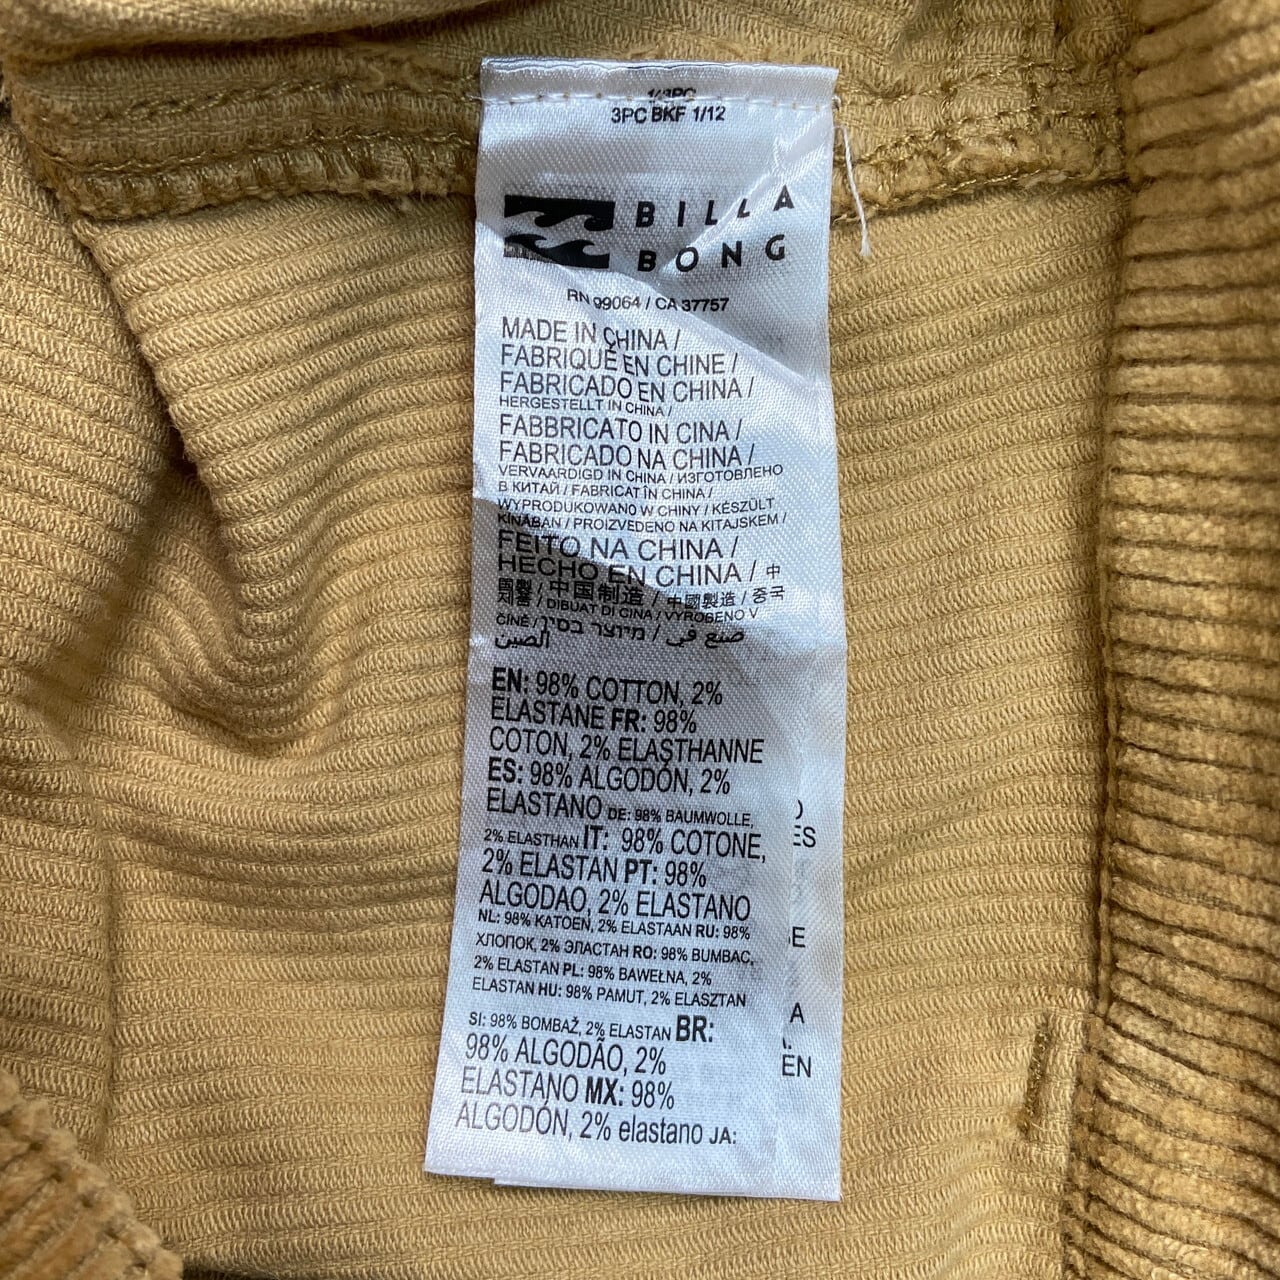 3PC BKF 1/12
BILLA
BONG
RN 99064 / CA 37757
MADE IN CHINA /
FABRIQUÉ EN CHINE /
FABRICADO EN CHINA /
HERGESTELLT IN CHINA /
FABBRICATO IN CINA /
FABRICADO NA CHINA /
VERVAARDIGD IN CHINA / ИЗГОТОВЛЕНО
В КИТАЙ / FABRICAT ÎN CHINA /
WYPRODUKOWANO W CHINY / KÉSZÜLT
KÍNÁBAN / PROIZVEDENO NA KITAJSKEM /
FEITO NA CHINA /
HECHO EN CHINA / 中
國製 / 中国制造 / 中國製造 / 중국
제품 / DIBUAT DI CINA / VYROBENO V
ČÍNĚ / מיוצר בסין / صنع في
الصين
EN: 98% COTTON, 2%
ELASTANE FR: 98%
COTON, 2% ELASTHANNE
ES: 98% ALGODÓN, 2%
ELASTANO DE: 98% BAUMWOLLE,
2% ELASTHAN IT: 98% COTONE,
2% ELASTAN PT: 98%
ALGODAO, 2% ELASTANO
NL: 98% KATOEN, 2% ELASTAAN RU: 98%
ХЛОПОК, 2% ЭЛАСТАН RO: 98% BUMBAC,
2% ELASTAN PL: 98% BAWEŁNA, 2%
ELASTAN HU: 98% PAMUT, 2% ELASZTAN
SI: 98% BOMBAŽ, 2% ELASTAN BR:
98% ALGODÃO, 2%
ELASTANO MX: 98%
ALGODÓN, 2% elastano JA: